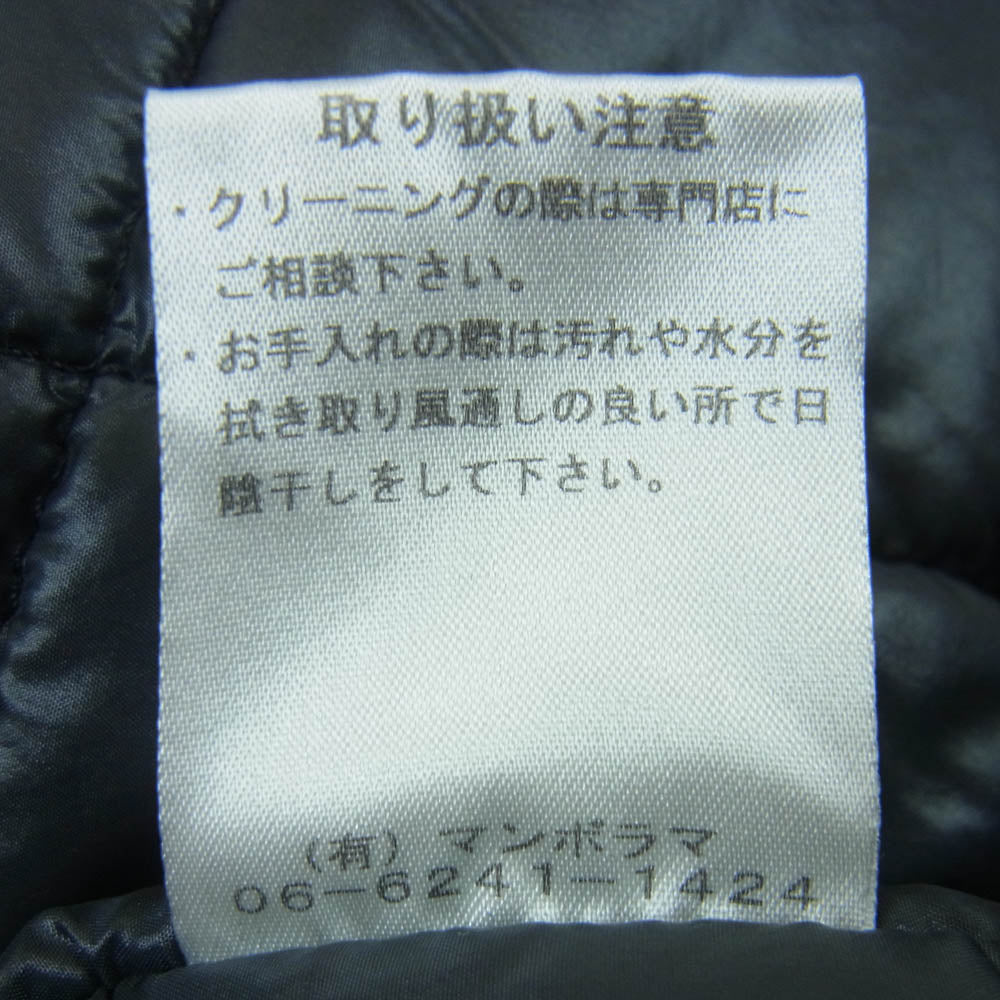 取り扱い注意
・クリーニングの際は専門店に
ご相談下さい。
・お手入れの際は汚れや水分を
拭き取り風通しの良い所で日
陰干しをして下さい。
(有) マンボラマ
06-6241-1424